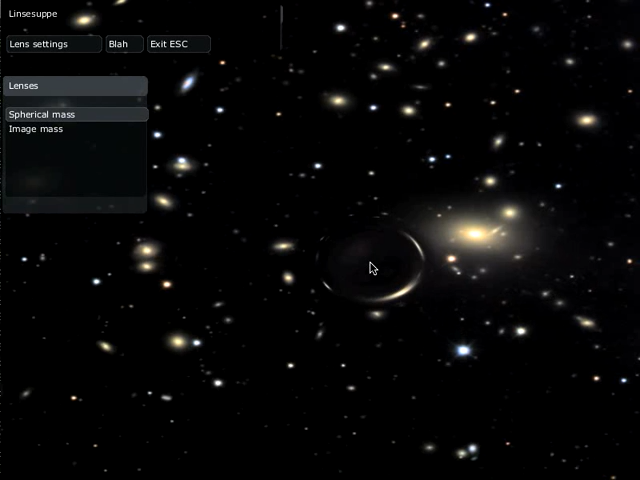 Linsesuppe
Lens settings Blah Exit ESC
Lenses
Spherical mass
Image mass